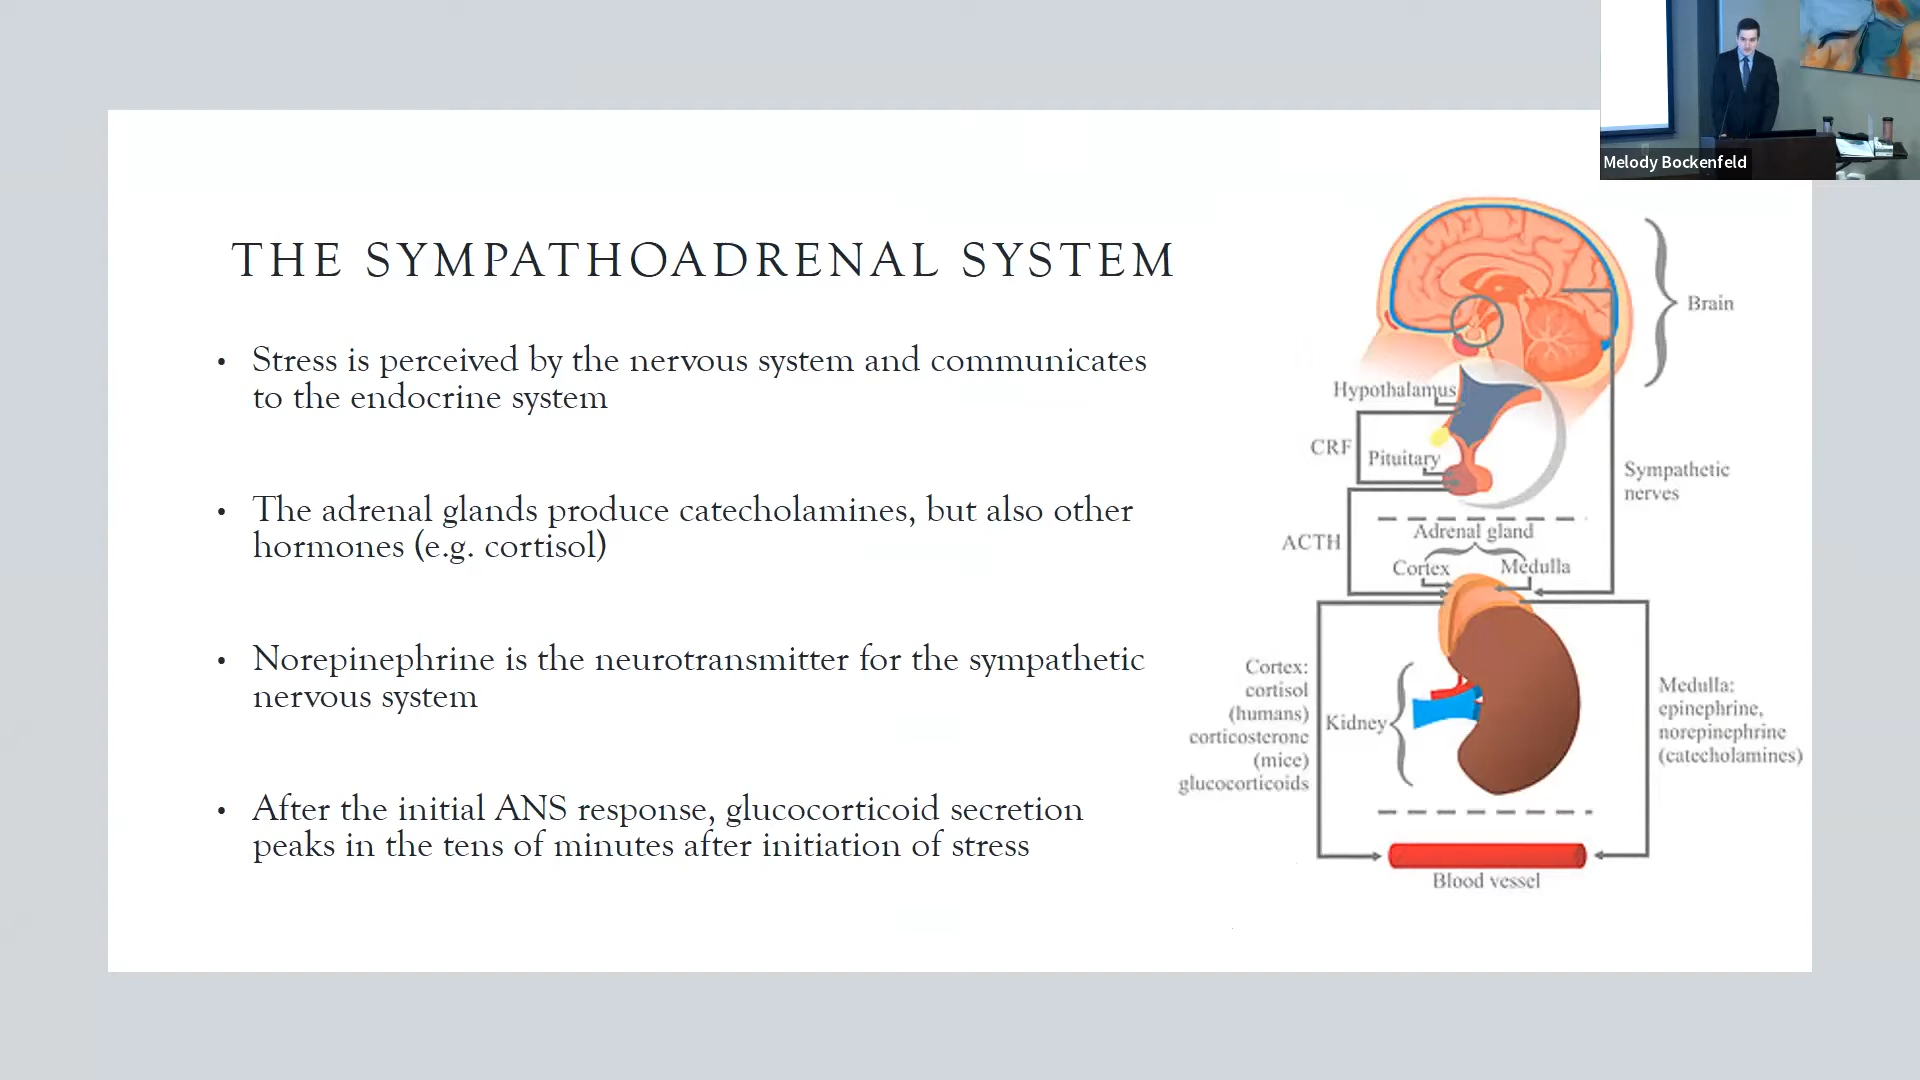 Melody Bockenfeld
THE SYMPATHOADRENAL SYSTEM
• Stress is perceived by the nervous system and communicates
to the endocrine system
• The adrenal glands produce catecholamines, but also other
hormones (e.g. cortisol)
• Norepinephrine is the neurotransmitter for the sympathetic
nervous system
• After the initial ANS response, glucocorticoid secretion
peaks in the tens of minutes after initiation of stress
Brain
Hypothalamus
CRF
Pituitary
Sympathetic
nerves
ACTH
Adrenal gland
Cortex
Medulla
Cortex:
cortisol
(humans)
corticosterone
(mice)
glucocorticoids
Kidney
Medulla:
epinephrine,
norepinephrine
(catecholamines)
Blood vessel